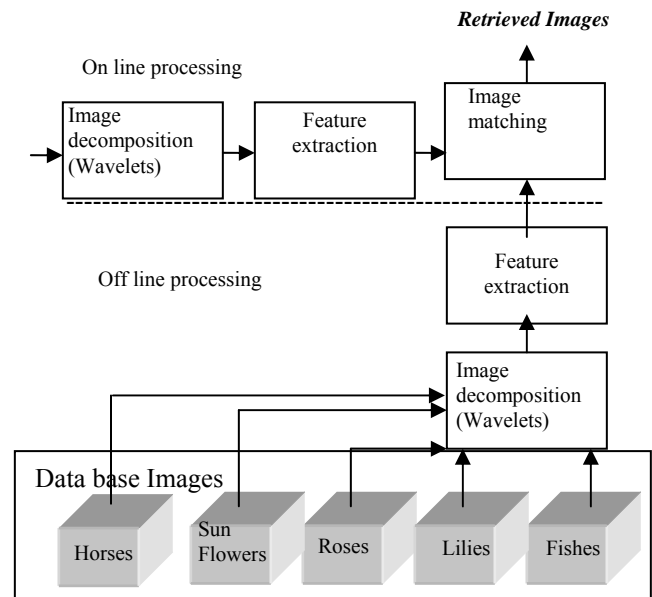 Retrieved Images
On line processing
Image
decomposition
(Wavelets)
Feature
extraction
Image
matching
Off line processing
Feature
extraction
Image
decomposition
(Wavelets)
Data base Images
Horses
Sun
Flowers
Roses
Lilies
Fishes